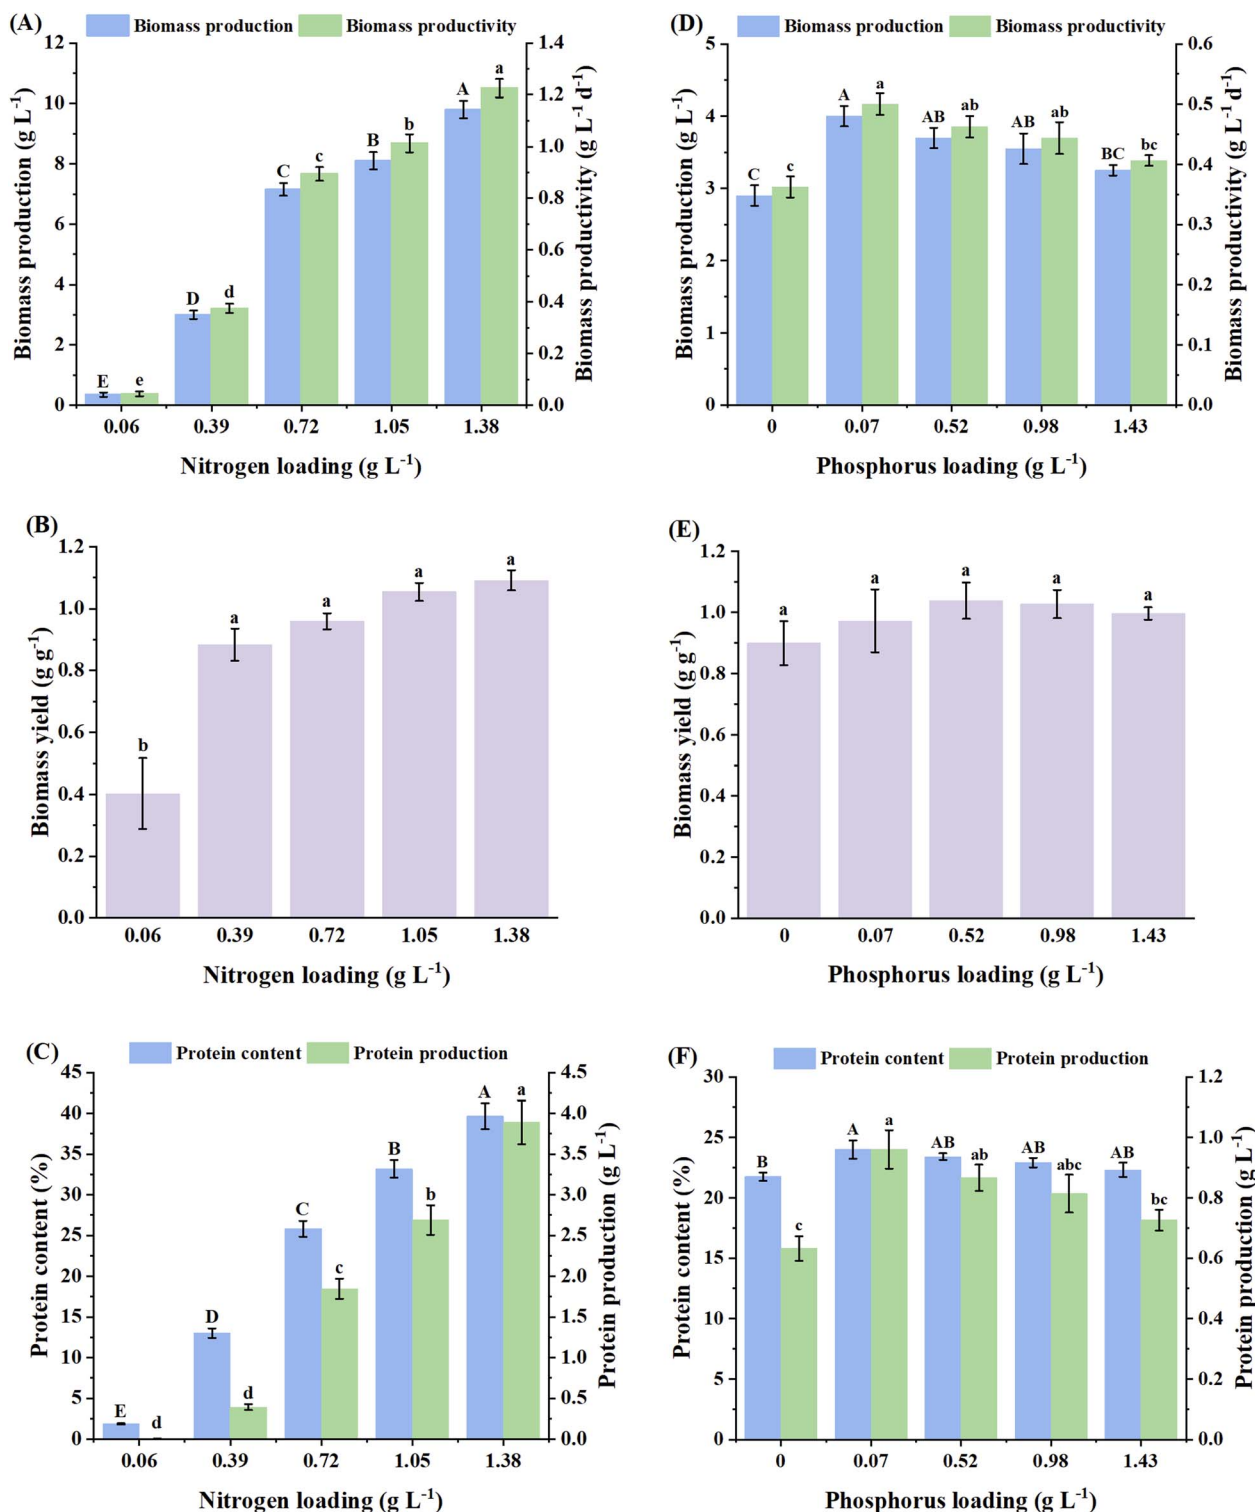 (A)
Biomass production Biomass productivity
Biomass production (g L⁻¹)
12
10
8
6
4
2
0
E e D d C c B b A a
1.4
1.2
1.0
0.8
0.6
0.4
0.2
0.0
Biomass productivity (g L⁻¹ d⁻¹)
0.06 0.39 0.72 1.05 1.38
Nitrogen loading (g L⁻¹)
(D)
Biomass production Biomass productivity
Biomass production (g L⁻¹)
5
4
3
2
1
0
C c A a AB ab AB ab BC bc
0.6
0.5
0.4
0.3
0.2
0.1
0.0
Biomass productivity (g L⁻¹ d⁻¹)
0 0.07 0.52 0.98 1.43
Phosphorus loading (g L⁻¹)
(B)
Biomass yield (g g⁻¹)
1.2
1.0
0.8
0.6
0.4
0.2
0.0
b a a a a
0.06 0.39 0.72 1.05 1.38
Nitrogen loading (g L⁻¹)
(E)
Biomass yield (g g⁻¹)
1.2
1.0
0.8
0.6
0.4
0.2
0.0
a a a a a
0 0.07 0.52 0.98 1.43
Phosphorus loading (g L⁻¹)
(C)
Protein content Protein production
Protein content (%)
45
40
35
30
25
20
15
10
5
0
E d D d C c B b A a
4.5
4.0
3.5
3.0
2.5
2.0
1.5
1.0
0.5
0.0
Protein production (g L⁻¹)
0.06 0.39 0.72 1.05 1.38
Nitrogen loading (g L⁻¹)
(F)
Protein content Protein production
Protein content (%)
30
25
20
15
10
5
0
B c A a AB ab AB abc AB bc
1.2
1.0
0.8
0.6
0.4
0.2
0.0
Protein production (g L⁻¹)
0 0.07 0.52 0.98 1.43
Phosphorus loading (g L⁻¹)